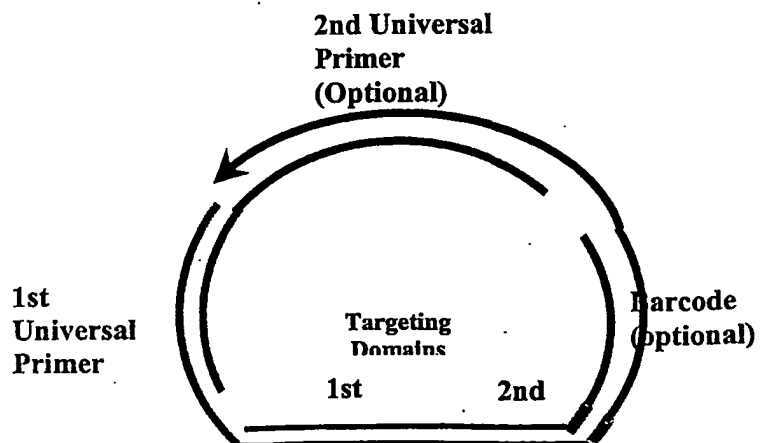 2nd Universal
Primer
(Optional)
1st
Universal
Primer
Targeting
Domains
1st
2nd
Barcode
(optional)